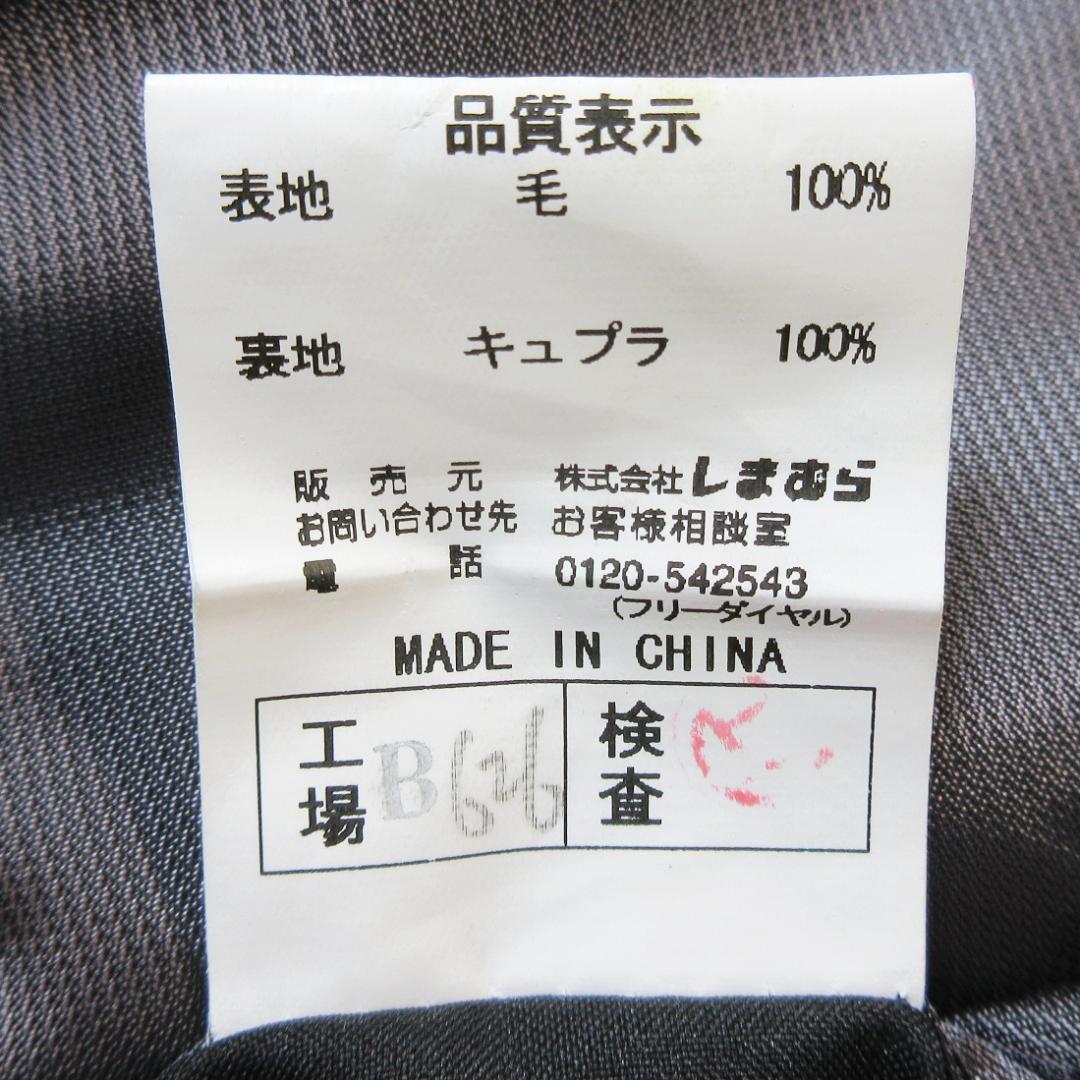 品質表示
表地 毛 100%
裏地 キュプラ 100%
販売元 株式会社しまむら
お問い合わせ先 お客様相談室
電話 0120-542543
(フリーダイヤル)
MADE IN CHINA
工場 B626 検査